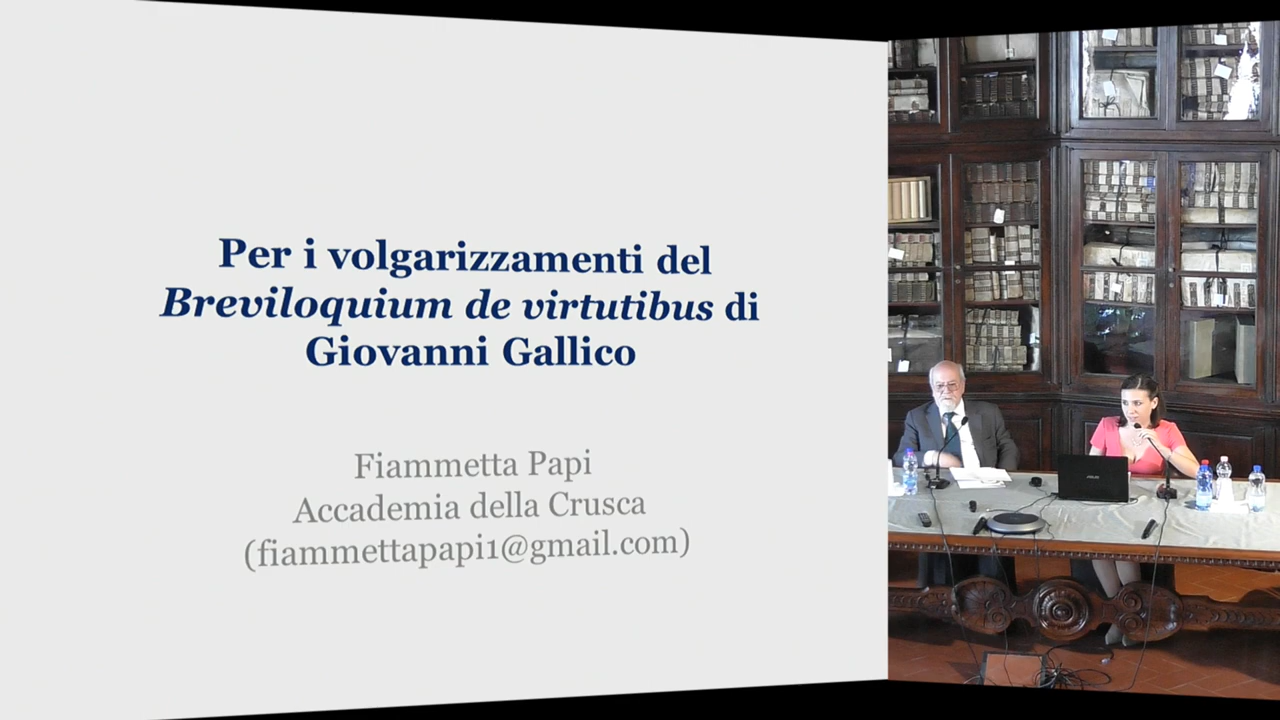 Per i volgarizzamenti del
Breviloquium de virtutibus di
Giovanni Gallico
Fiammetta Papi
Accademia della Crusca
(fiammettapapi1@gmail.com)